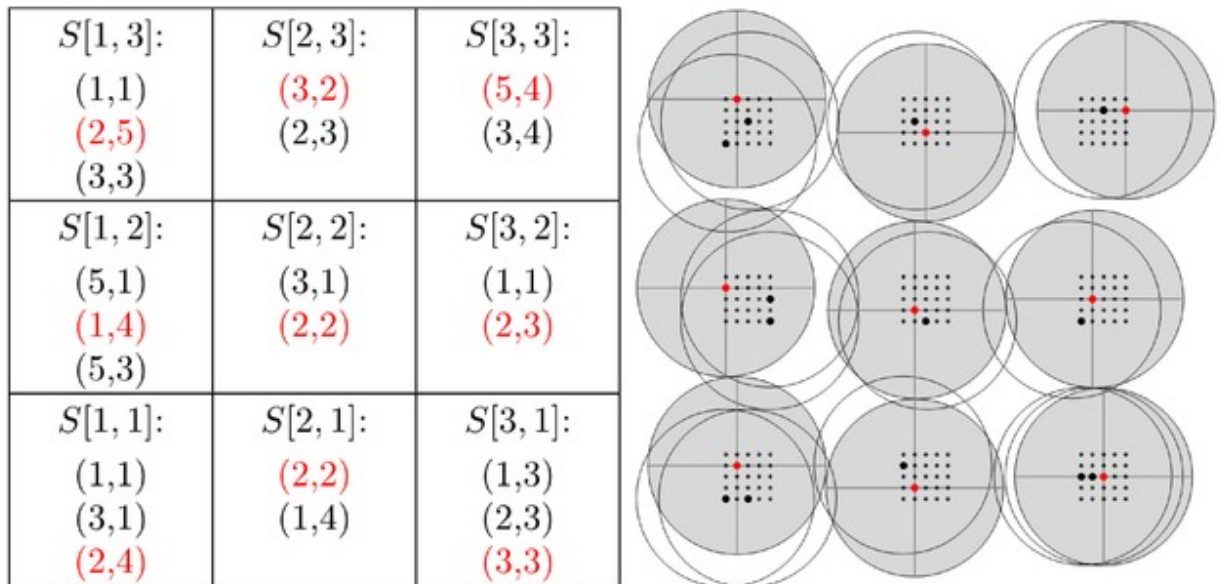 S[1, 3]:
(1,1)
(2,5)
(3,3)
S[2, 3]:
(3,2)
(2,3)
S[3, 3]:
(5,4)
(3,4)
S[1, 2]:
(5,1)
(1,4)
(5,3)
S[2, 2]:
(3,1)
(2,2)
S[3, 2]:
(1,1)
(2,3)
S[1, 1]:
(1,1)
(3,1)
(2,4)
S[2, 1]:
(2,2)
(1,4)
S[3, 1]:
(1,3)
(2,3)
(3,3)